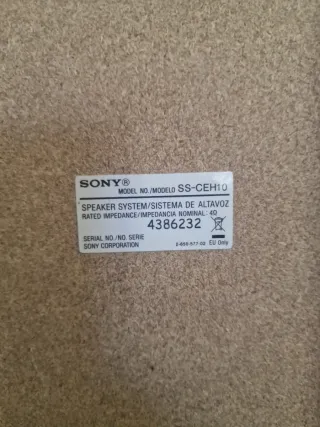 SONY®
MODEL NO./MODELO SS-CEH10
SPEAKER SYSTEM/SISTEMA DE ALTAVOZ
RATED IMPEDANCE/IMPEDANCIA NOMINAL: 4Ω
4386232
SERIAL NO./NO. SERIE
SONY CORPORATION
EU Only